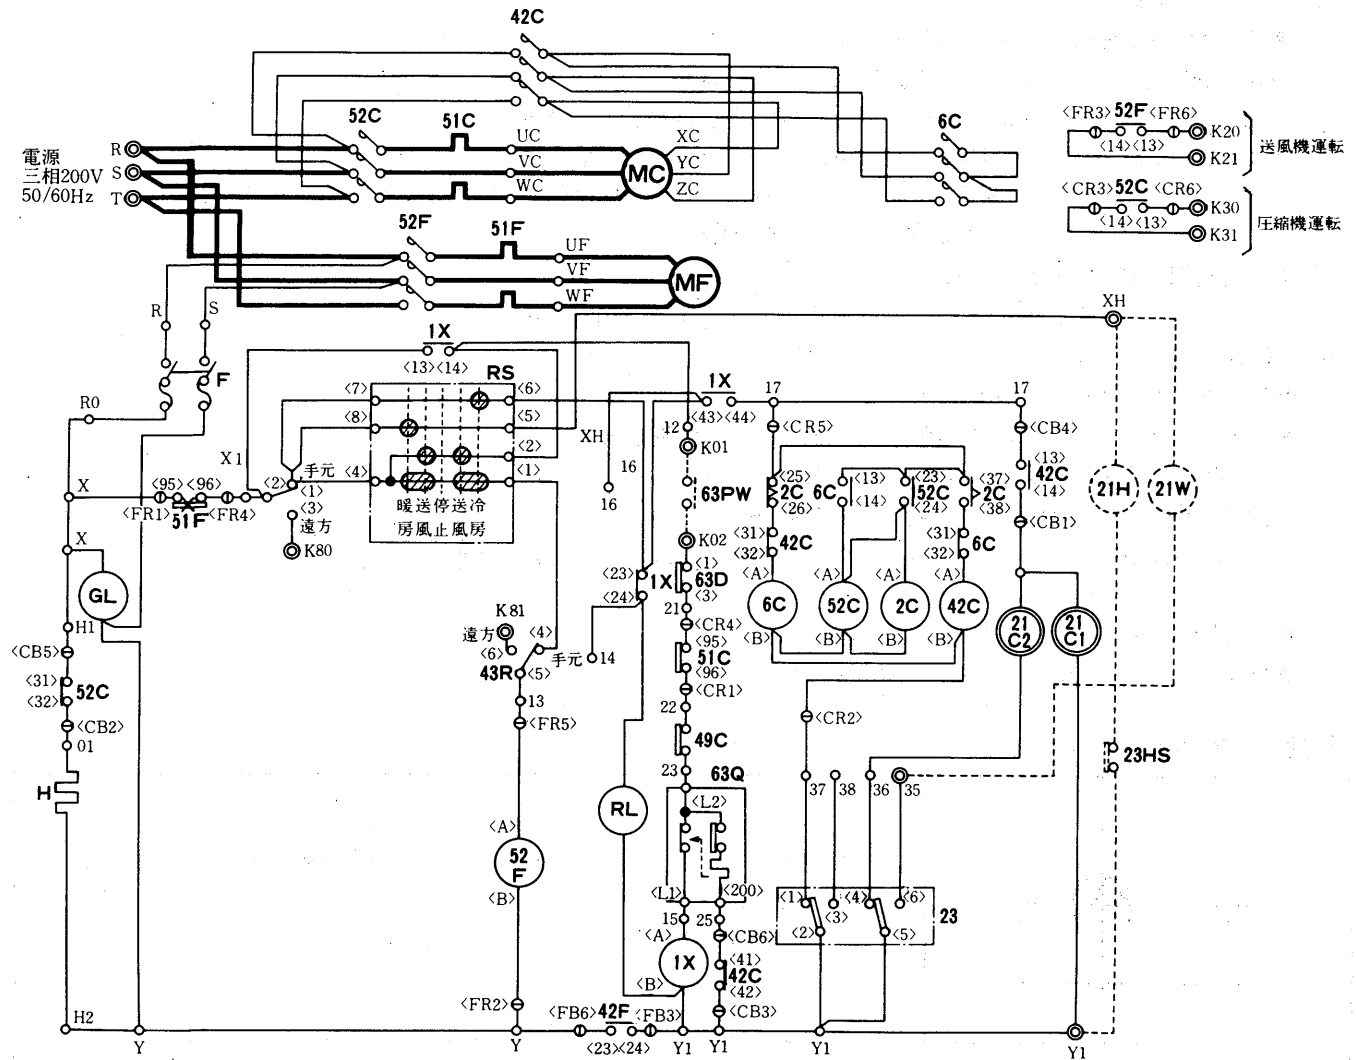 42C
52C
51C
UC
XC
6C
<FR3> 52F <FR6>
K20
<14><13>
K21
送風機運転
<CR3> 52C <CR6>
K30
<14><13>
K31
圧縮機運転
電源
三相200V
50/60Hz
R
S
T
VC
WC
MC
YC
ZC
52F
51F
UF
VF
WF
MF
R
S
F
R0
1X
<13><14>
XH
RS
<7>
<6>
<8>
<5>
<2>
<4>
<1>
暖送停送冷
房風止風房
X1
手元
<2>
<1>
<3>
遠方
K80
X
<95>
<96>
<FR1>
51F
<FR4>
X
GL
H1
<CB5>
<31>
<32>
52C
<CB2>
01
H
H2
Y
XH
16
16
1X
<43>
<44>
17
17
12
K01
63PW
K02
<23>
<24>
1X
<1>
63D
<3>
21
<CR4>
<95>
51C
<96>
<CR1>
22
49C
23
63Q
<L2>
<L1>
<200>
15
25
<A>
1X
<B>
<CB6>
<41>
42C
<42>
<CB3>
K81
遠方
<4>
<6>
手元
14
43R
<5>
13
<FR5>
<A>
52
F
<B>
<FR2>
Y
<FB6>
42F
<FB3>
<23>
<24>
Y1
Y1
Y1
Y1
RL
<CR5>
<25>
2C
<26>
<31>
42C
<32>
<A>
6C
<B>
<13>
6C
<14>
<A>
52C
<B>
<23>
52C
<24>
<A>
2C
<B>
<37>
2C
<38>
<31>
6C
<32>
<A>
42C
<B>
<CB4>
<13>
42C
<14>
<CB1>
21
C2
21
C1
21H
21W
<CR2>
37
38
36
35
23HS
<1>
<3>
<2>
<4>
<6>
<5>
23